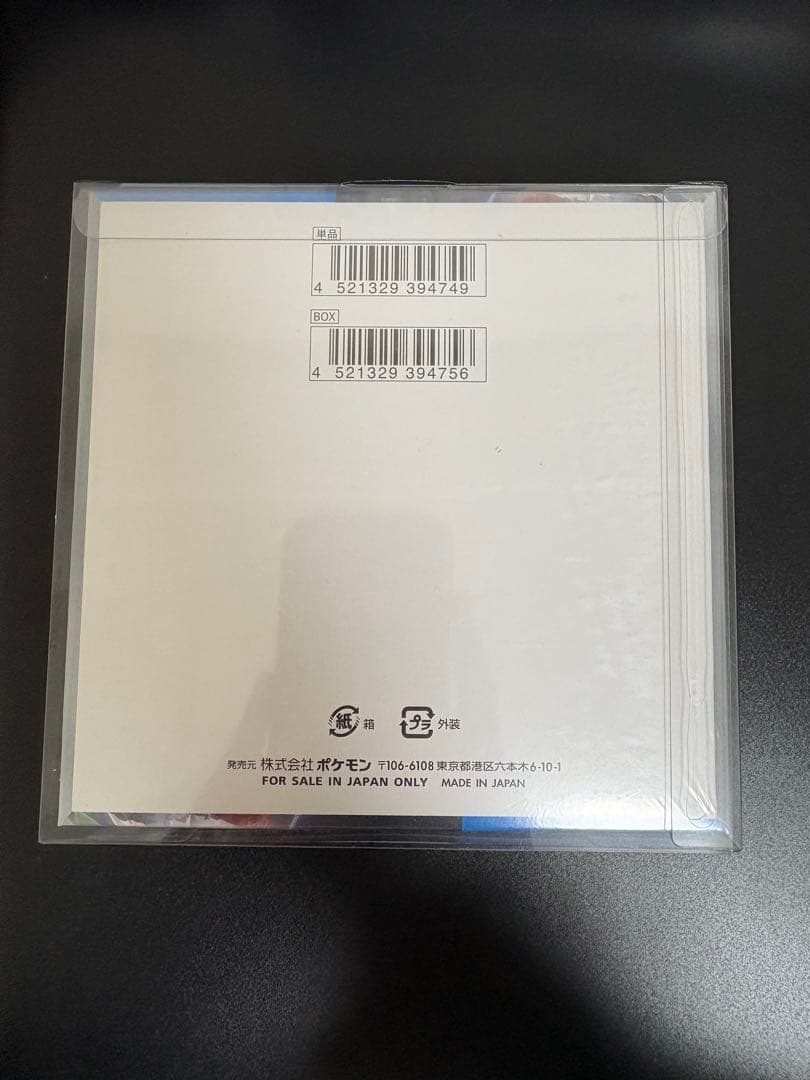 単品
4 521329 394749
BOX
4 521329 394756
紙 箱 プラ 外装
発売元 株式会社ポケモン 〒106-6108 東京都港区六本木6-10-1
FOR SALE IN JAPAN ONLY MADE IN JAPAN